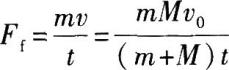 F_f = mv/t = mMv_0/((m+M)t)